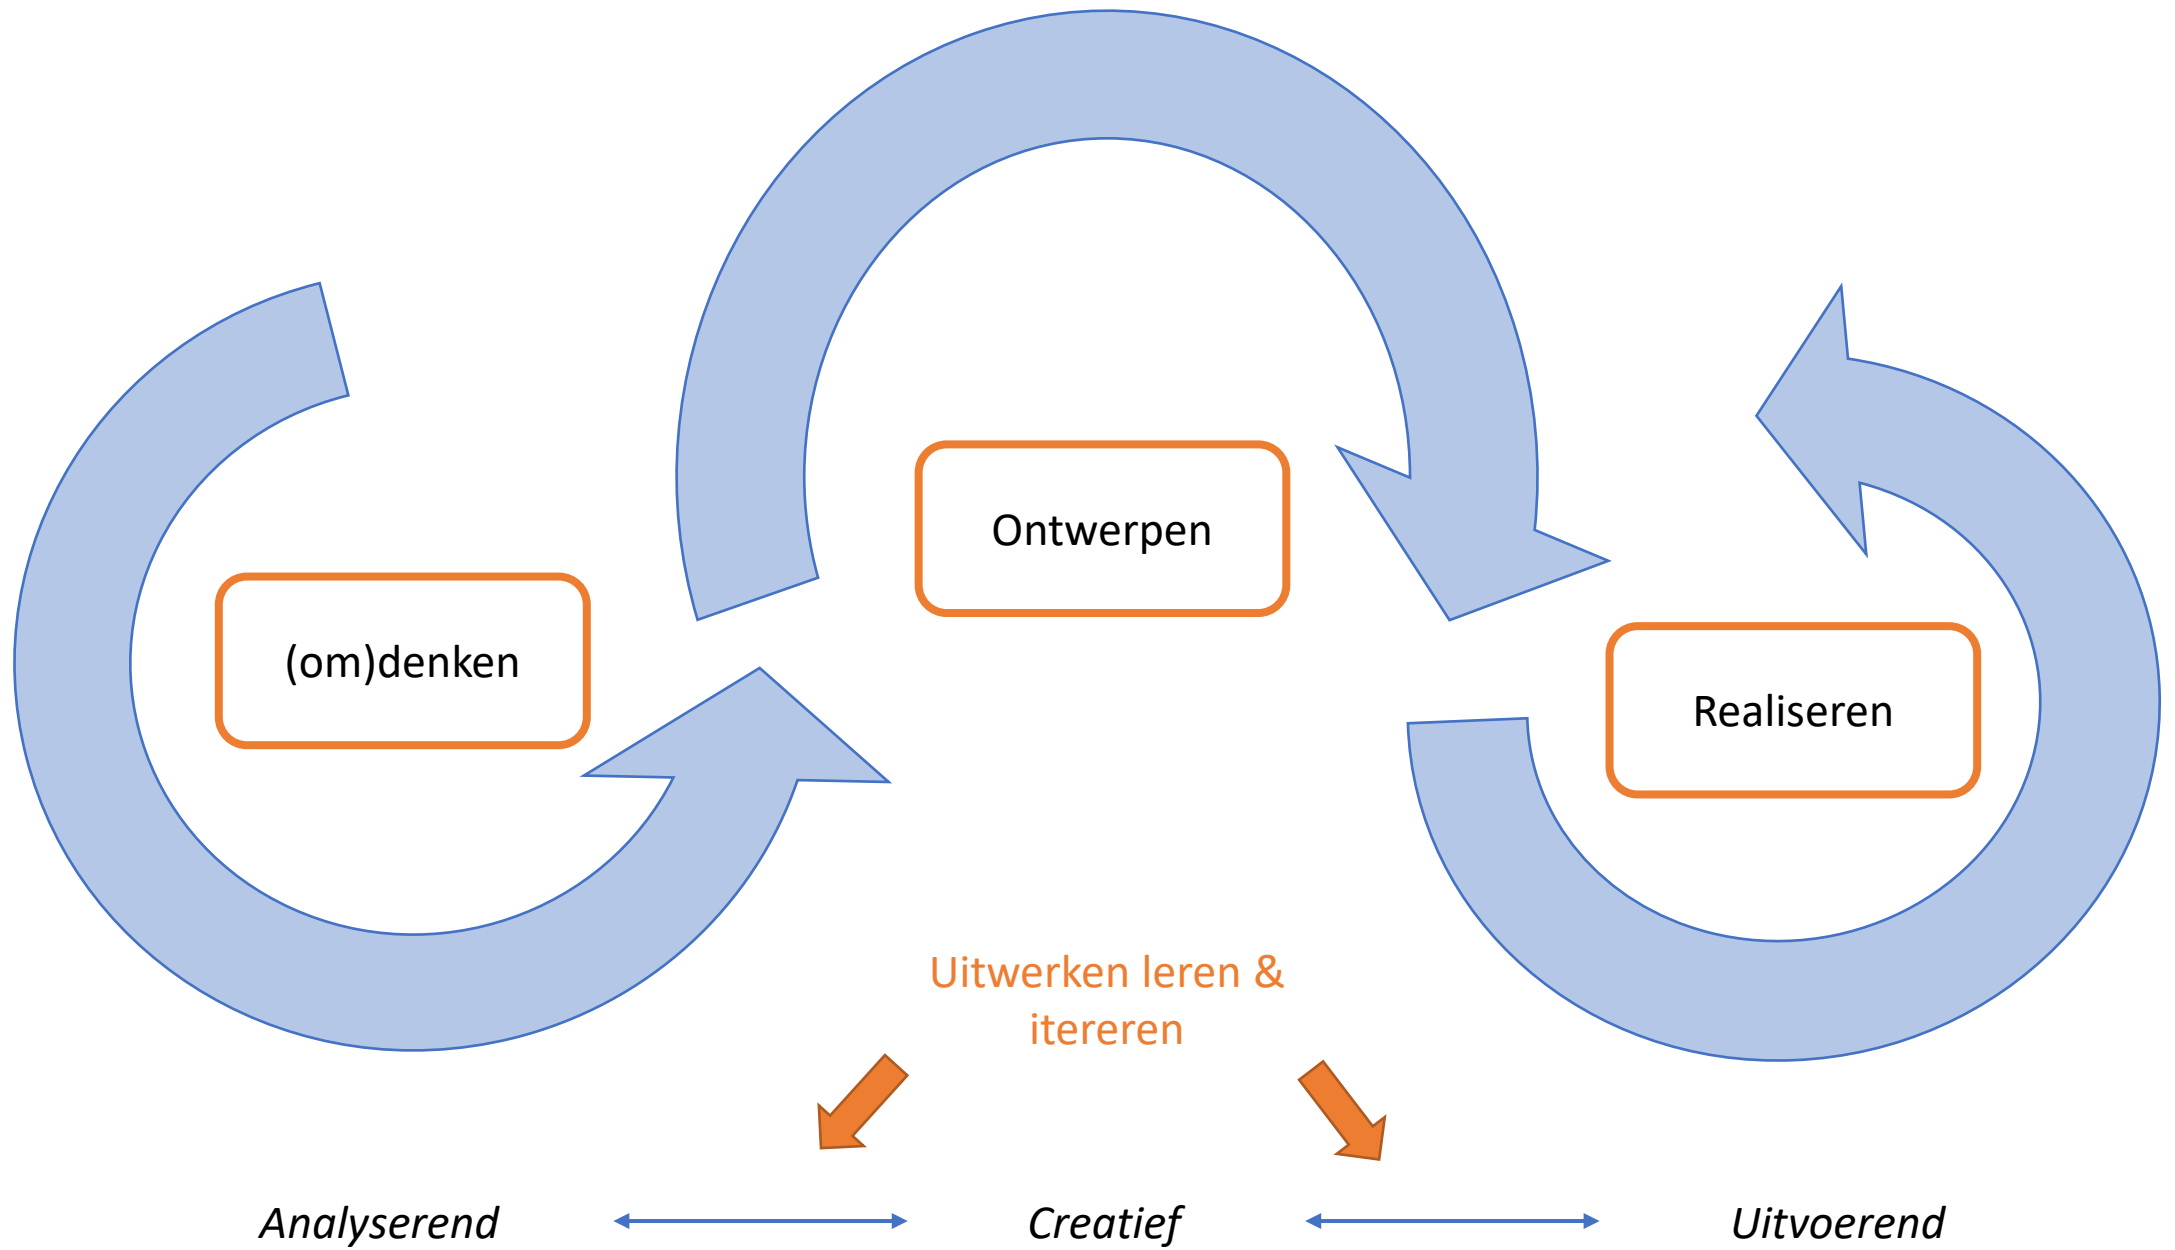 Ontwerpen
(om)denken
Realiseren
Uitwerken leren &
itereren
Analyserend
Creatief
Uitvoerend